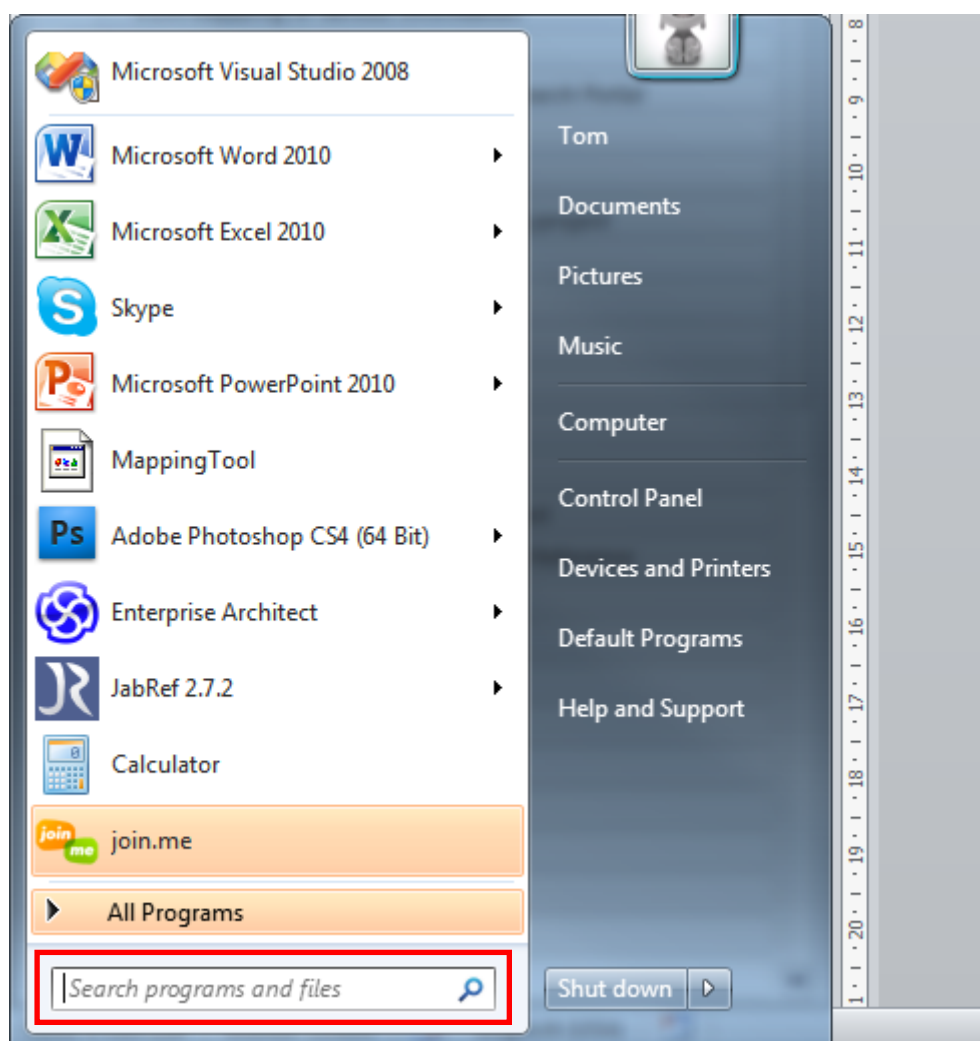 Microsoft Visual Studio 2008
Microsoft Word 2010
Microsoft Excel 2010
Skype
Microsoft PowerPoint 2010
MappingTool
Ps
Adobe Photoshop CS4 (64 Bit)
Enterprise Architect
JabRef 2.7.2
Calculator
join me
join.me
All Programs
Search programs and files
Tom
Documents
Pictures
Music
Computer
Control Panel
Devices and Printers
Default Programs
Help and Support
Shut down
8 · 9 · 10 · 11 · 12 · 13 · 14 · 15 · 16 · 17 · 18 · 19 · 20